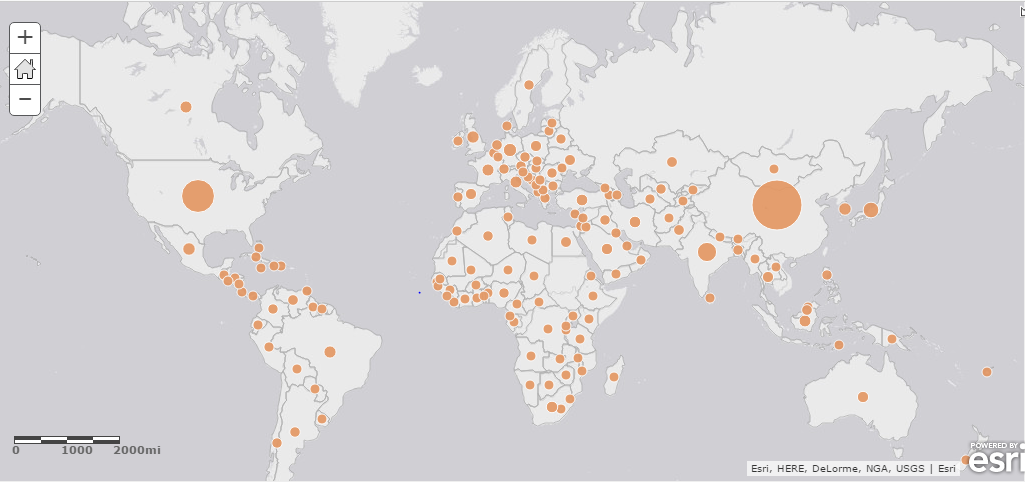 +
−
0 1000 2000mi
POWERED BY
esri
Esri, HERE, DeLorme, NGA, USGS | Esri